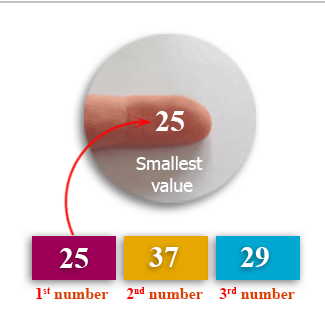 25
Smallest
value
25 37 29
1st number 2nd number 3rd number